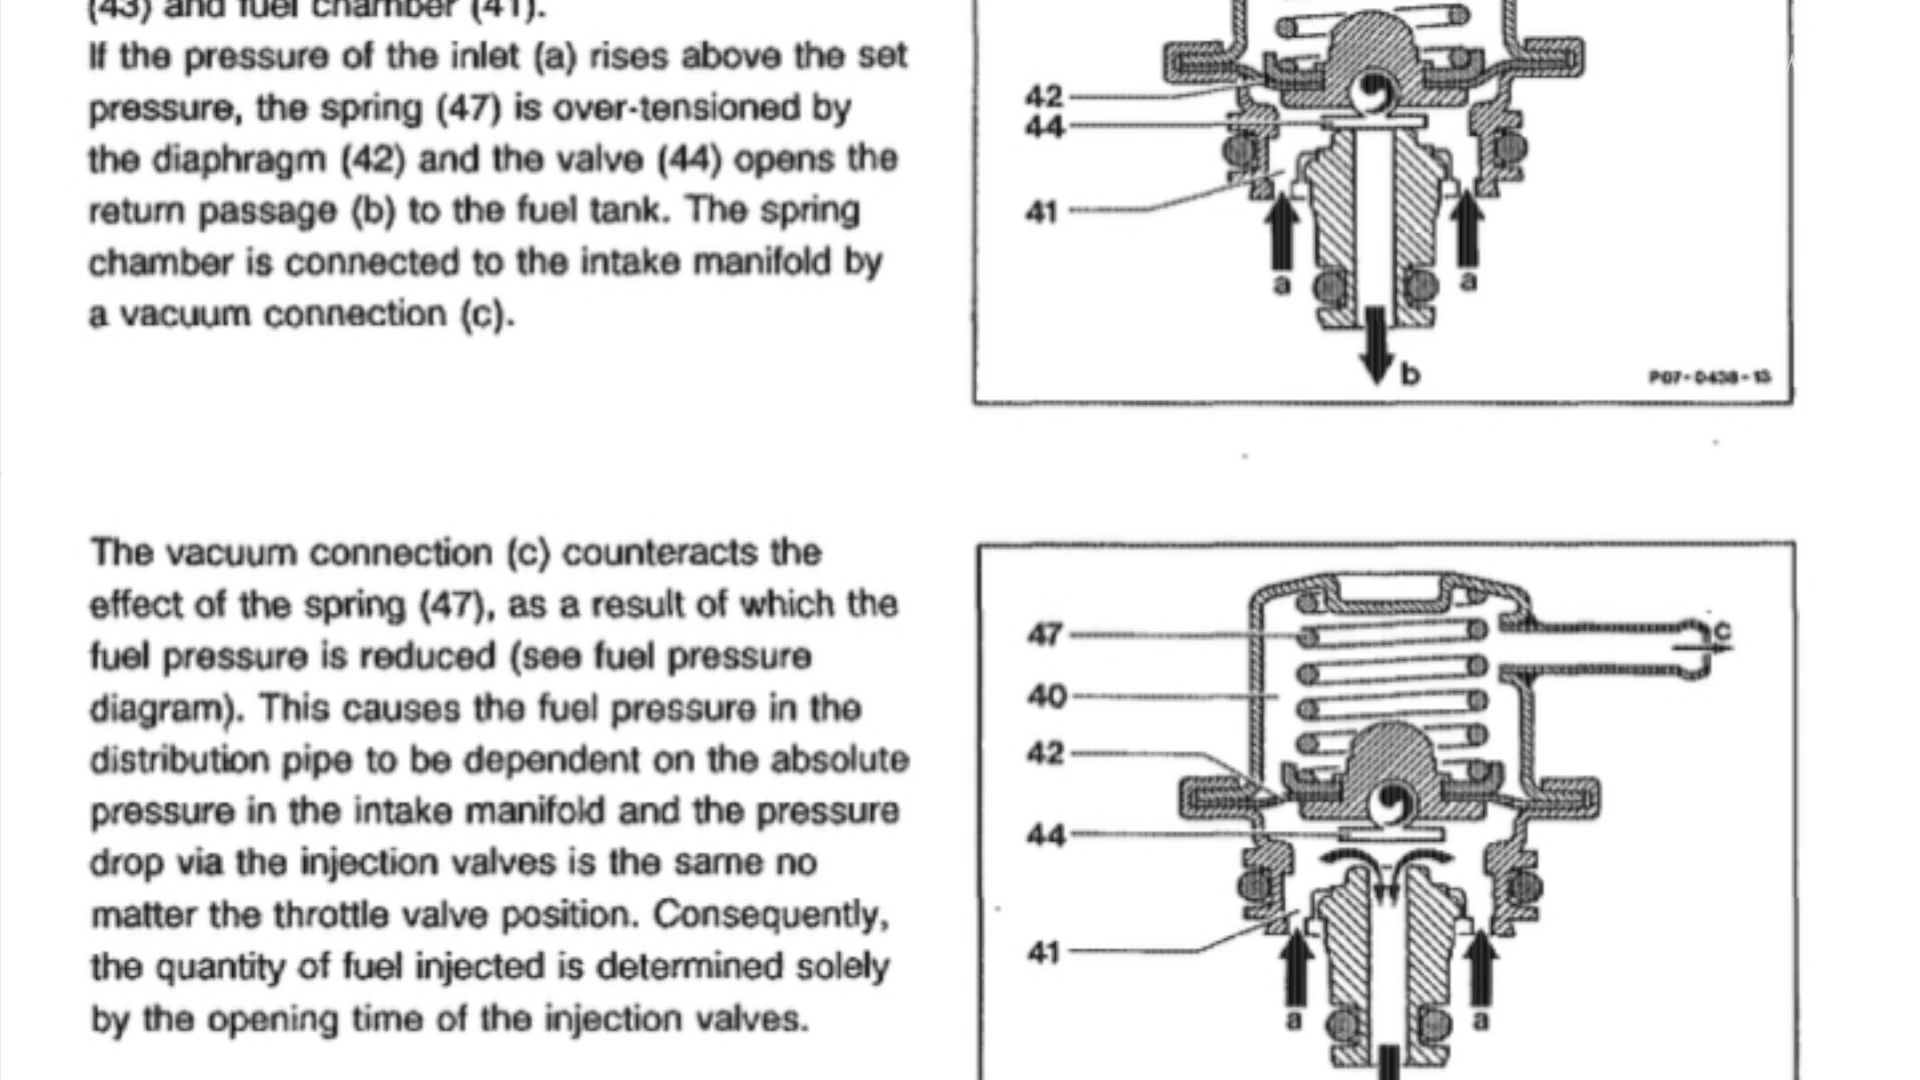 (43) and fuel chamber (41).
If the pressure of the inlet (a) rises above the set
pressure, the spring (47) is over-tensioned by
the diaphragm (42) and the valve (44) opens the
return passage (b) to the fuel tank. The spring
chamber is connected to the intake manifold by
a vacuum connection (c).
42
44
41
a
a
b
P07-0438-13
The vacuum connection (c) counteracts the
effect of the spring (47), as a result of which the
fuel pressure is reduced (see fuel pressure
diagram). This causes the fuel pressure in the
distribution pipe to be dependent on the absolute
pressure in the intake manifold and the pressure
drop via the injection valves is the same no
matter the throttle valve position. Consequently,
the quantity of fuel injected is determined solely
by the opening time of the injection valves.
47
c
40
42
44
41
a
a